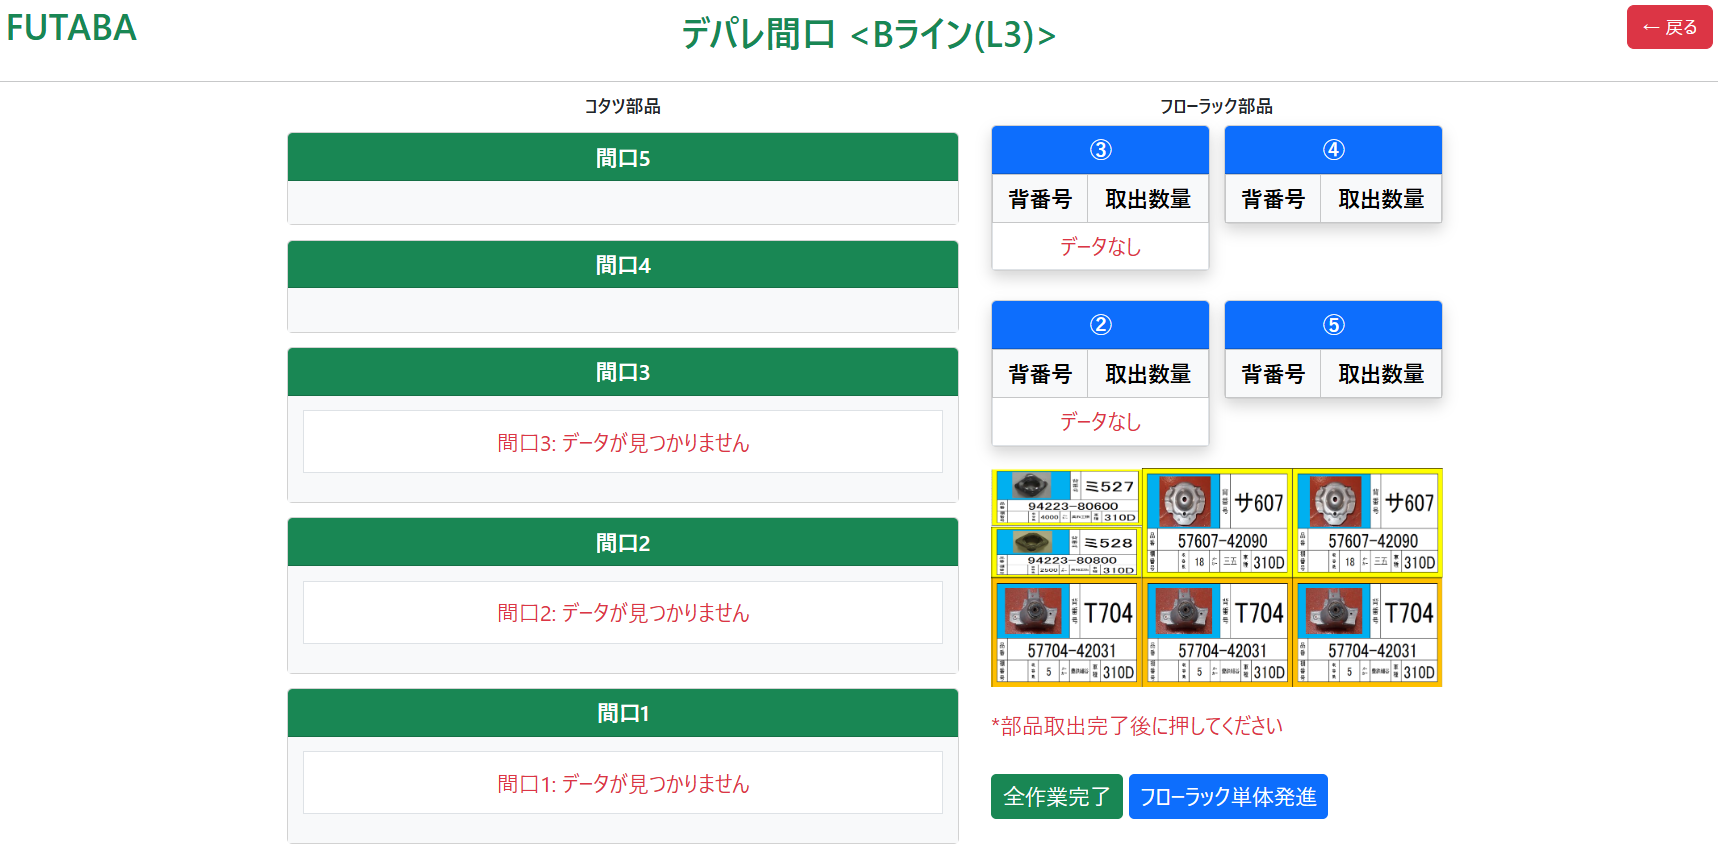 FUTABA
デパレ間口 <Bライン(L3)>
← 戻る
コタツ部品
間口5
間口4
間口3
間口3: データが見つかりません
間口2
間口2: データが見つかりません
間口1
間口1: データが見つかりません
フローラック部品
③
背番号 取出数量
データなし
④
背番号 取出数量
②
背番号 取出数量
データなし
⑤
背番号 取出数量
ミ527
94223-80600
4000 310D
ミ528
94223-80800
2500 310D
サ607
57607-42090
18 三五 310D
サ607
57607-42090
18 三五 310D
T704
57704-42031
5 310D
T704
57704-42031
5 310D
T704
57704-42031
5 310D
*部品取出完了後に押してください
全作業完了
フローラック単体発進